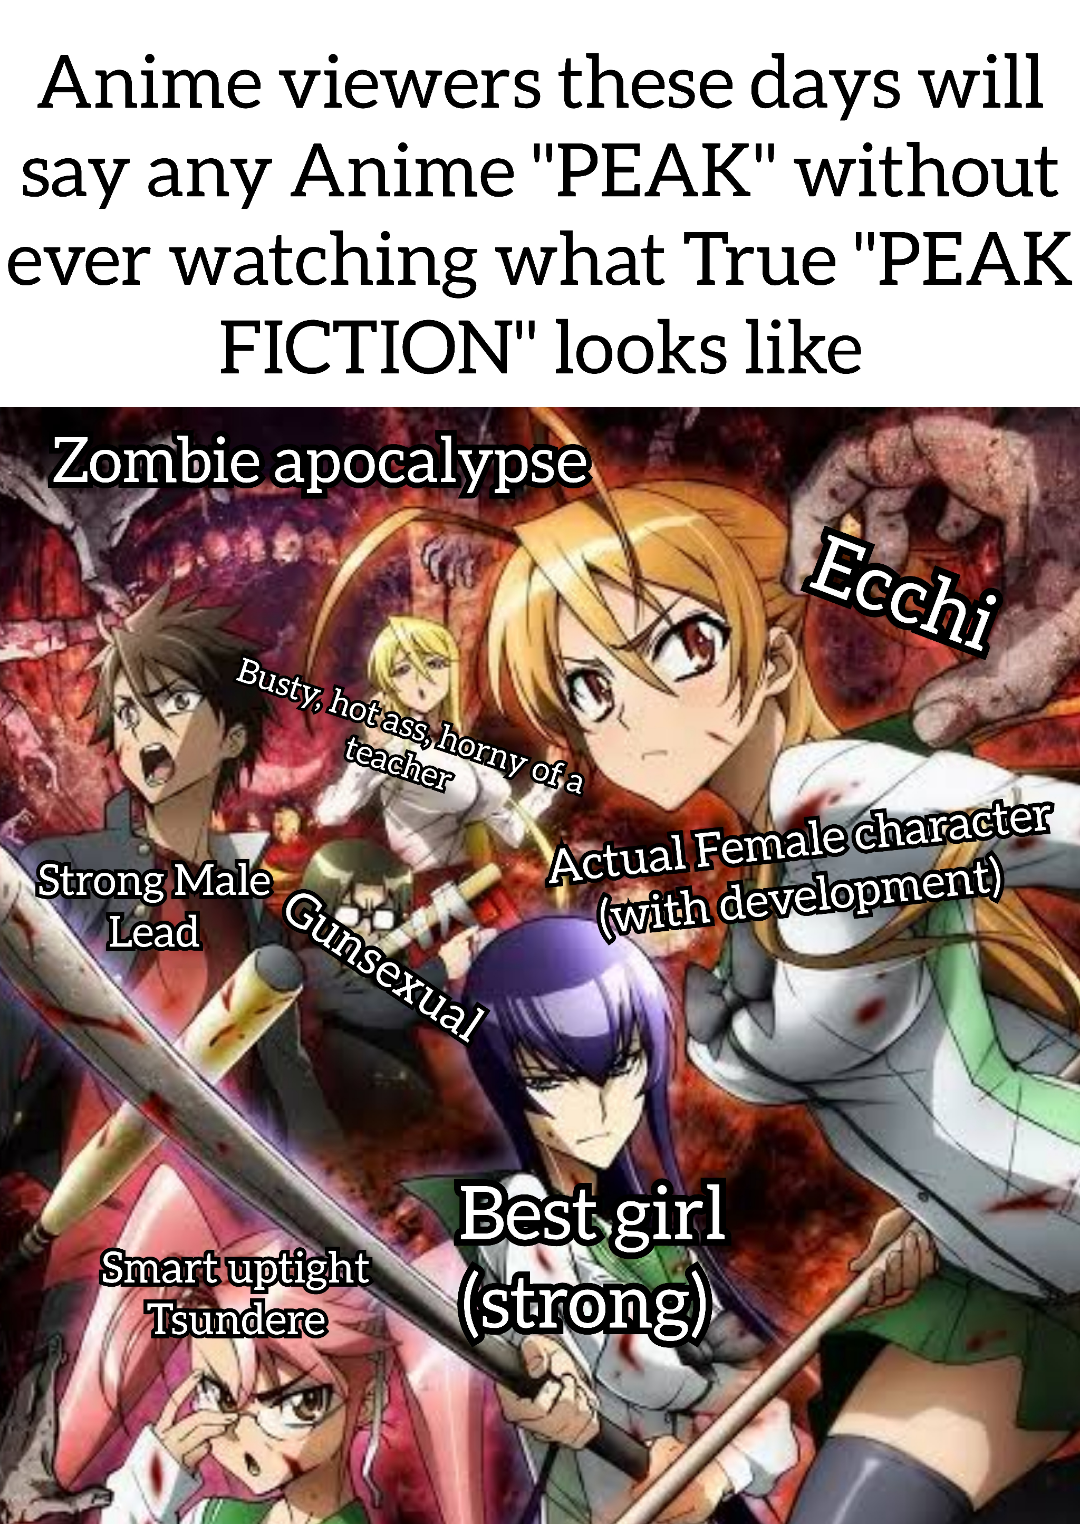 Anime viewers these days will
say any Anime "PEAK" without
ever watching what True "PEAK
FICTION" looks like
Zombie apocalypse
Ecchi
Busty, hot ass, horny of a
teacher
Actual Female character
(with development)
Strong Male
Lead
Gunsexual
Best girl
(strong)
Smart uptight
Tsundere